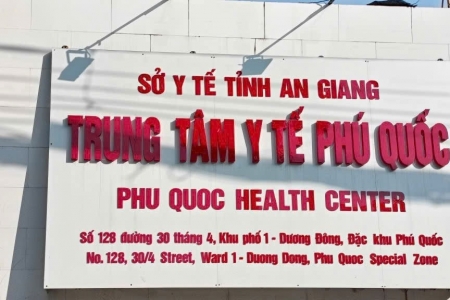 SỞ Y TẾ TỈNH AN GIANG
TRUNG TÂM Y TẾ PHÚ QUỐC
PHU QUOC HEALTH CENTER
Số 128 đường 30 tháng 4, Khu phố 1 - Dương Đông, Đặc khu Phú Quốc
No. 128, 30/4 Street, Ward 1 - Duong Dong, Phu Quoc Special Zone